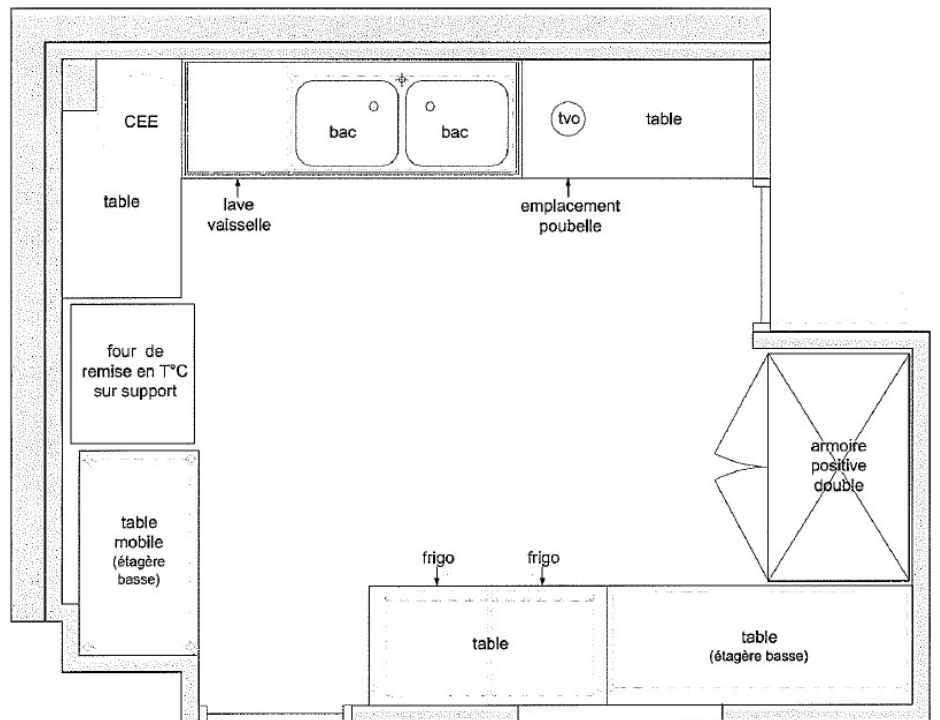 CEE
table
bac
bac
tvo
table
lave
vaisselle
emplacement
poubelle
four de
remise en T°C
sur support
armoire
positive
double
table
mobile
(étagère
basse)
frigo
frigo
table
table
(étagère basse)